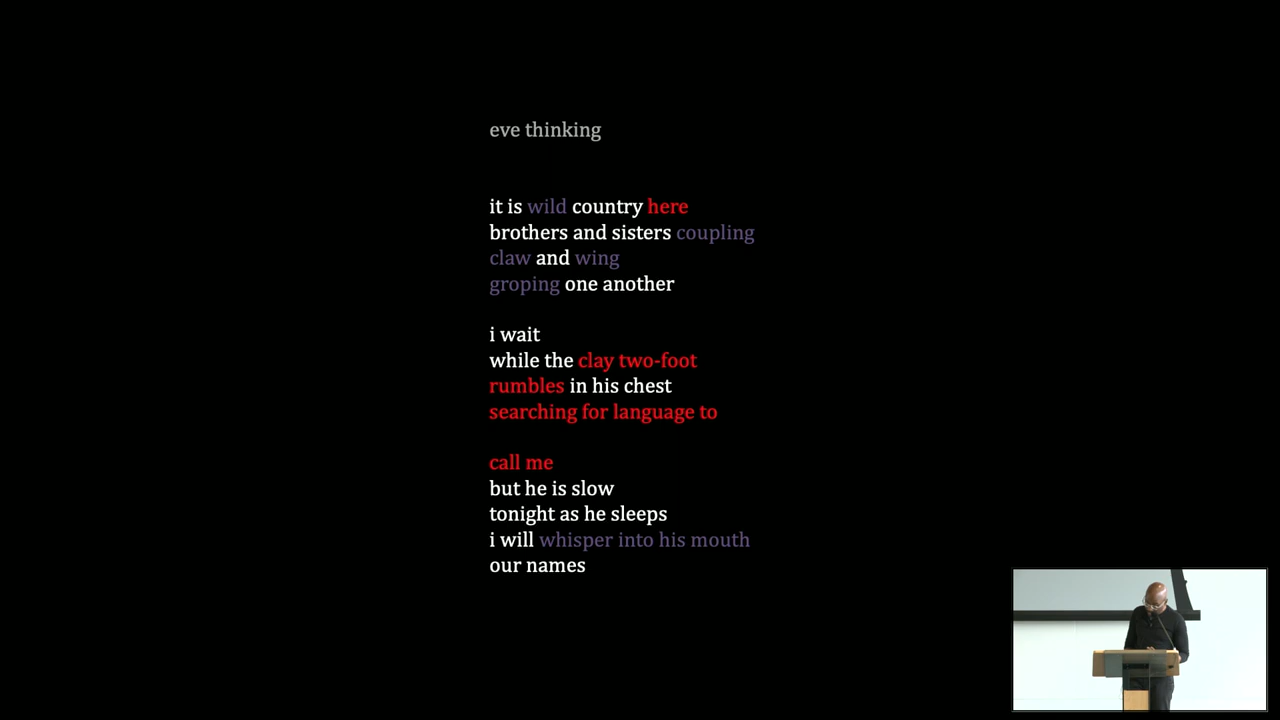 eve thinking
it is wild country here
brothers and sisters coupling
claw and wing
groping one another
i wait
while the clay two-foot
rumbles in his chest
searching for language to
call me
but he is slow
tonight as he sleeps
i will whisper into his mouth
our names